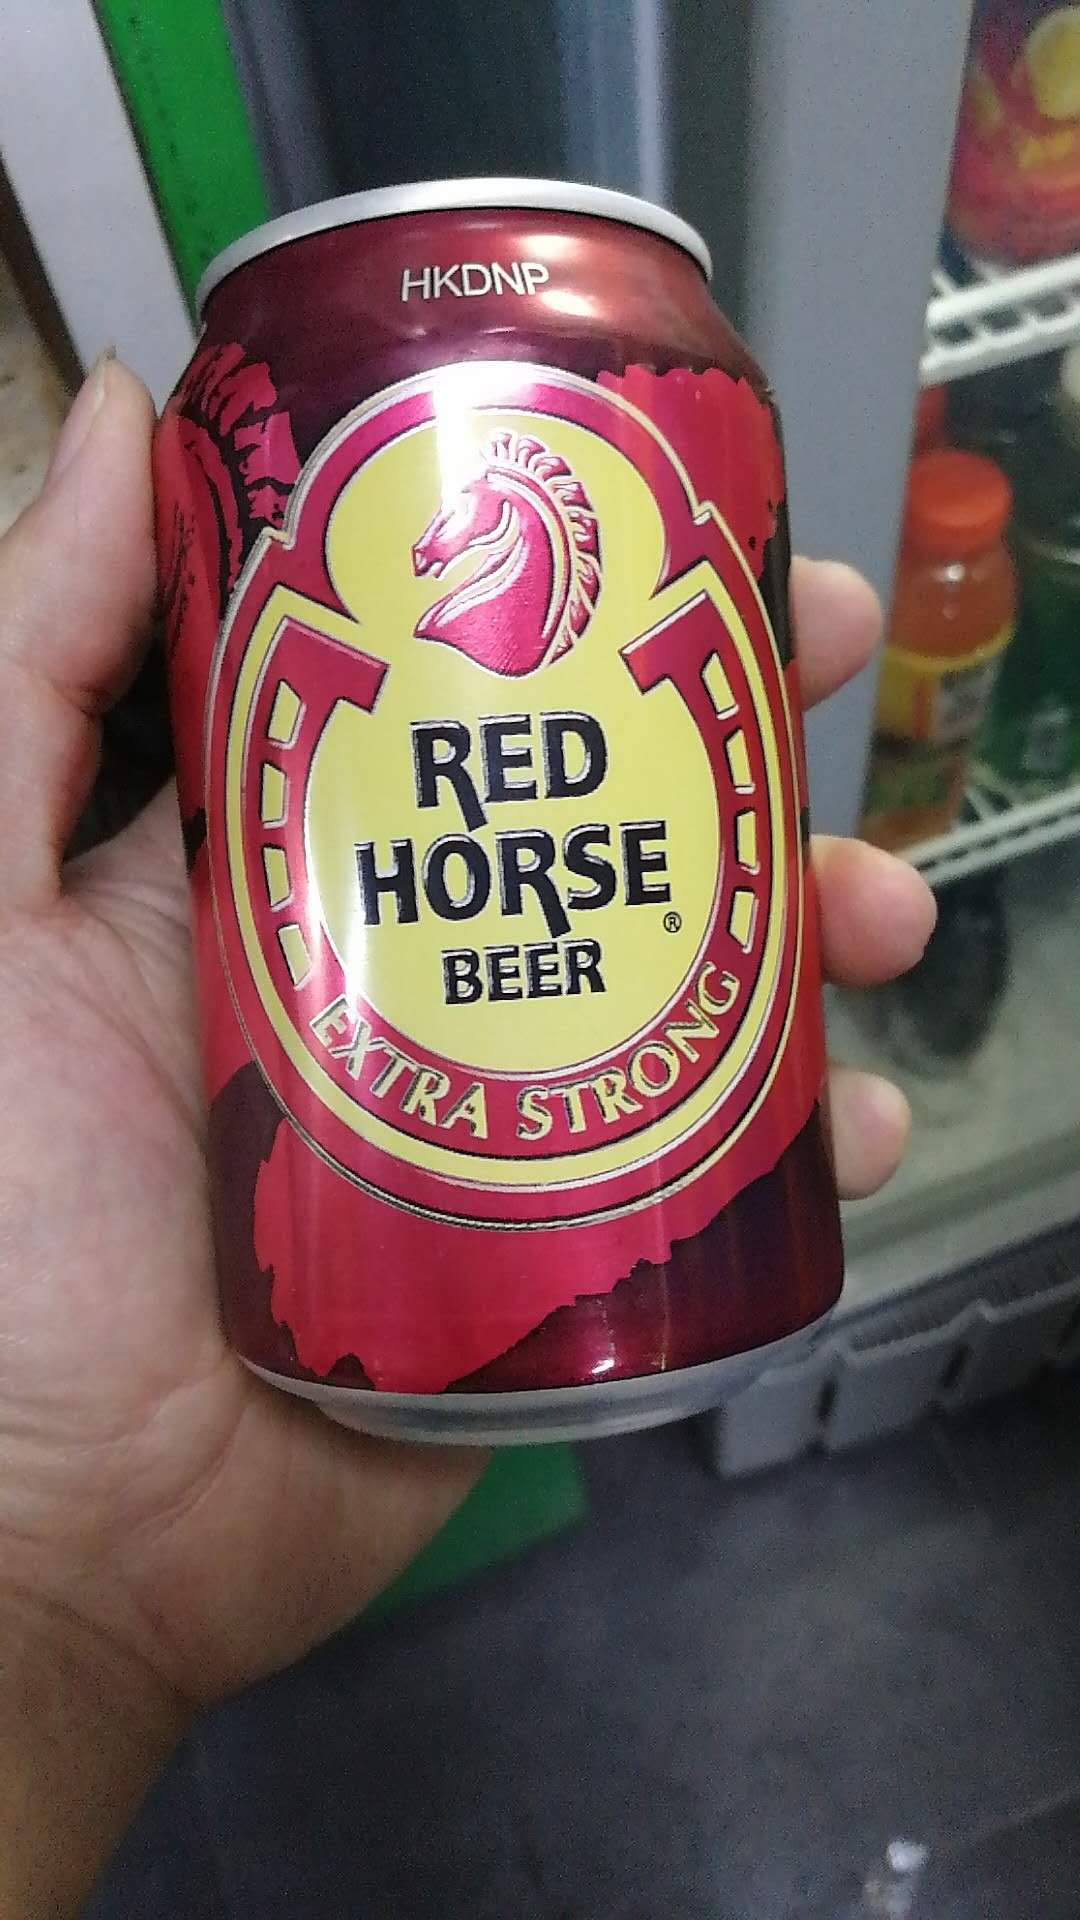 HKDNP
RED
HORSE
®
BEER
EXTRA STRONG